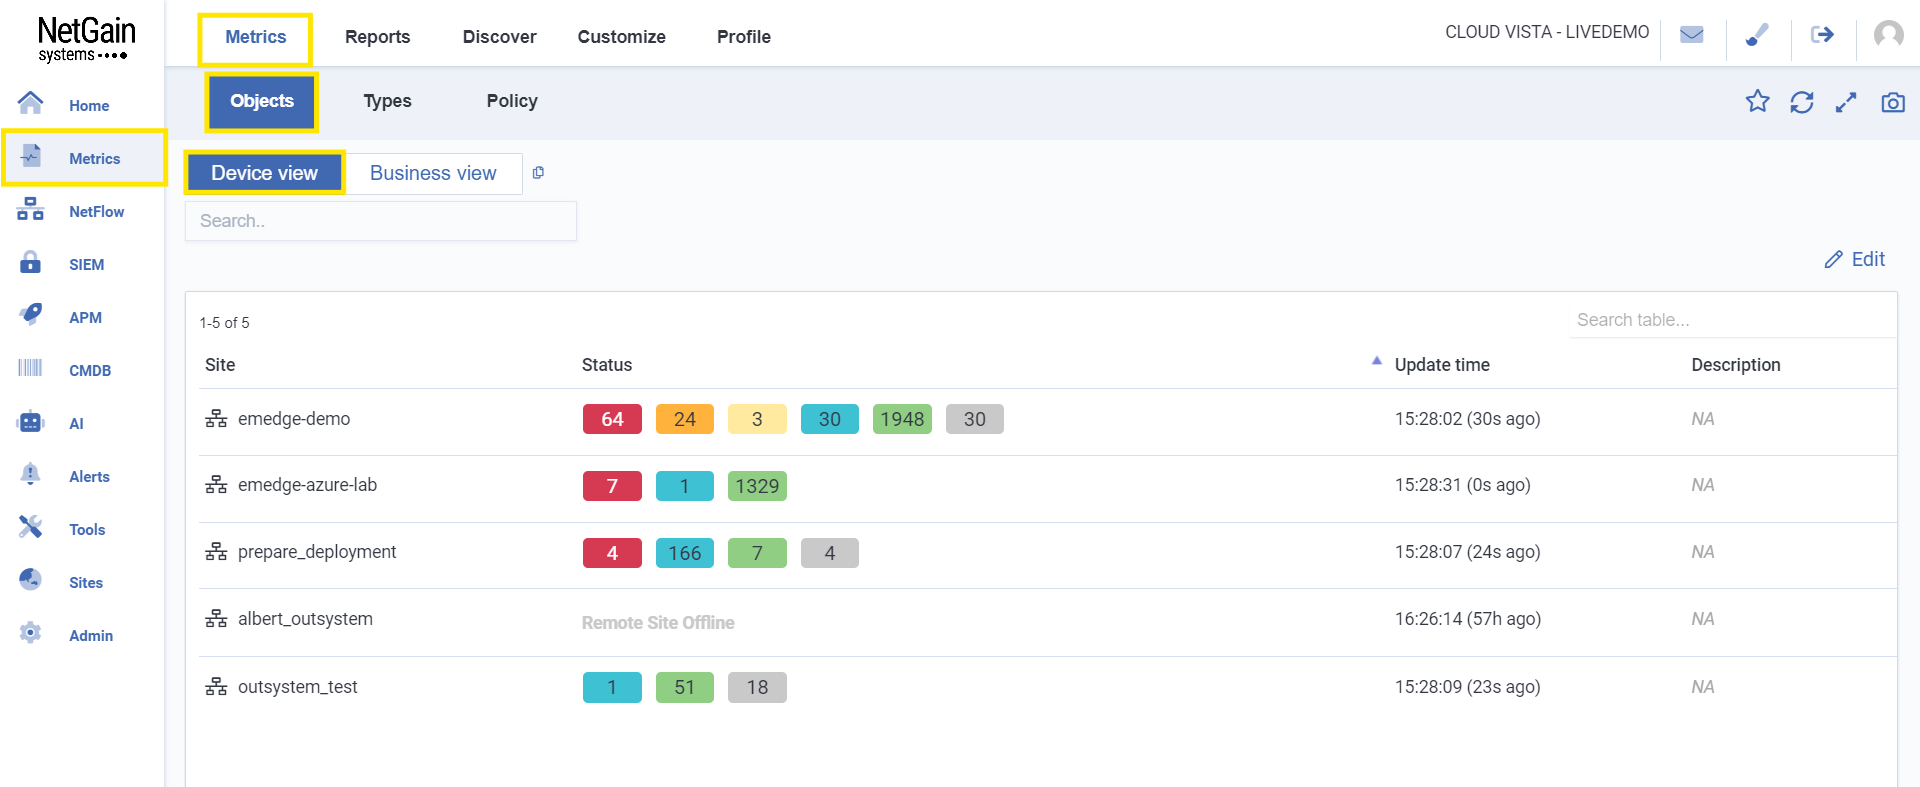 NetGain
systems
Metrics Reports Discover Customize Profile
CLOUD VISTA - LIVEDEMO
Objects Types Policy
Home
Metrics
NetFlow
SIEM
APM
CMDB
AI
Alerts
Tools
Sites
Admin
Device view Business view
Search..
Edit
1-5 of 5
Search table...
Site Status Update time Description
emedge-demo 64 24 3 30 1948 30 15:28:02 (30s ago) NA
emedge-azure-lab 7 1 1329 15:28:31 (0s ago) NA
prepare_deployment 4 166 7 4 15:28:07 (24s ago) NA
albert_outsystem Remote Site Offline 16:26:14 (57h ago) NA
outsystem_test 1 51 18 15:28:09 (23s ago) NA